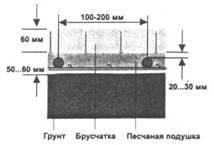 100-200 мм
60 мм
50...60 мм
20...30 мм
Грунт Брусчатка Песчаная подушка